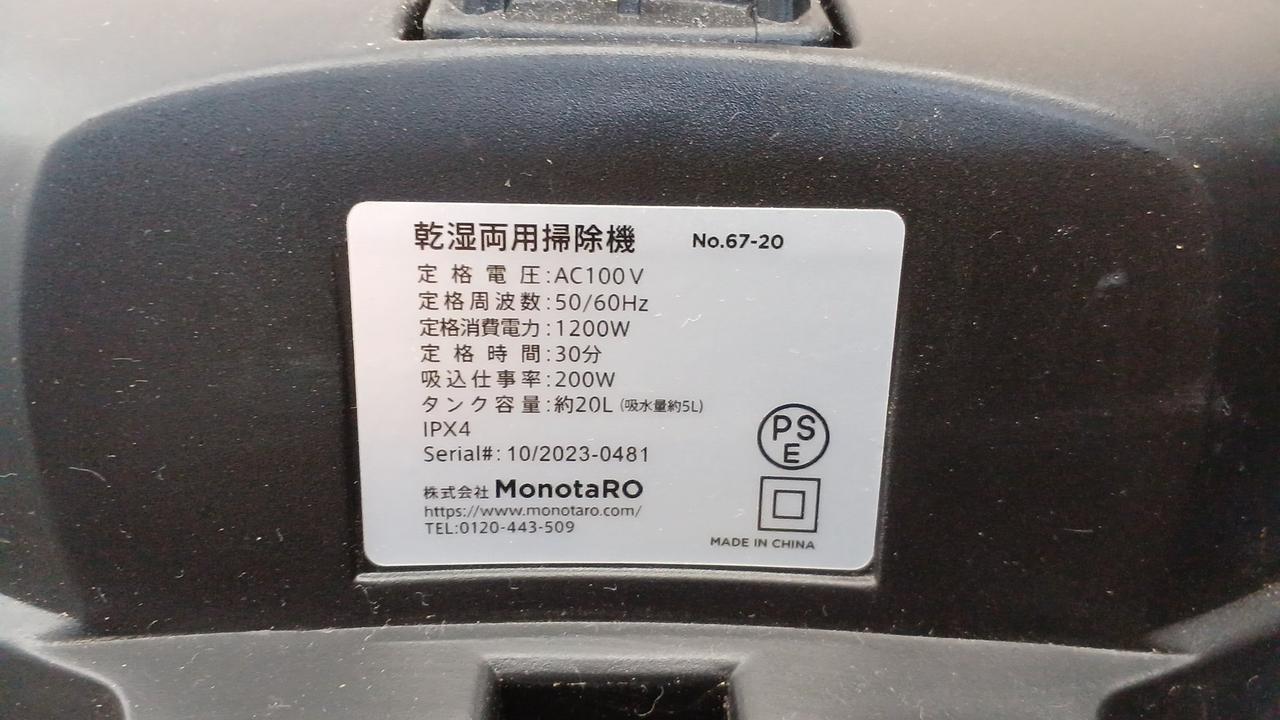 乾湿両用掃除機 No.67-20
定格電圧:AC100V
定格周波数:50/60Hz
定格消費電力:1200W
定格時間:30分
吸込仕事率:200W
タンク容量:約20L (吸水量約5L)
IPX4
Serial#: 10/2023-0481
PS
E
株式会社 MonotaRO
https://www.monotaro.com/
TEL:0120-443-509
MADE IN CHINA